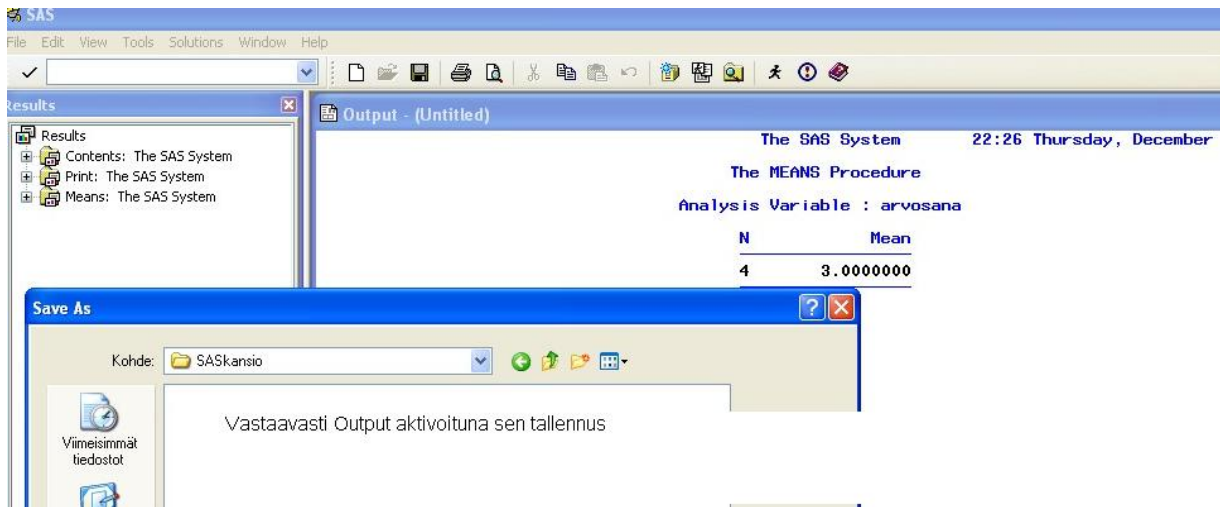 SAS
File Edit View Tools Solutions Window Help
Results
Output - (Untitled)
Results
Contents: The SAS System
Print: The SAS System
Means: The SAS System
The SAS System 22:26 Thursday, December
The MEANS Procedure
Analysis Variable : arvosana
N Mean
4 3.0000000
Save As
Kohde: SASkansio
Vastaavasti Output aktivoituna sen tallennus
Viimeisimmät
tiedostot